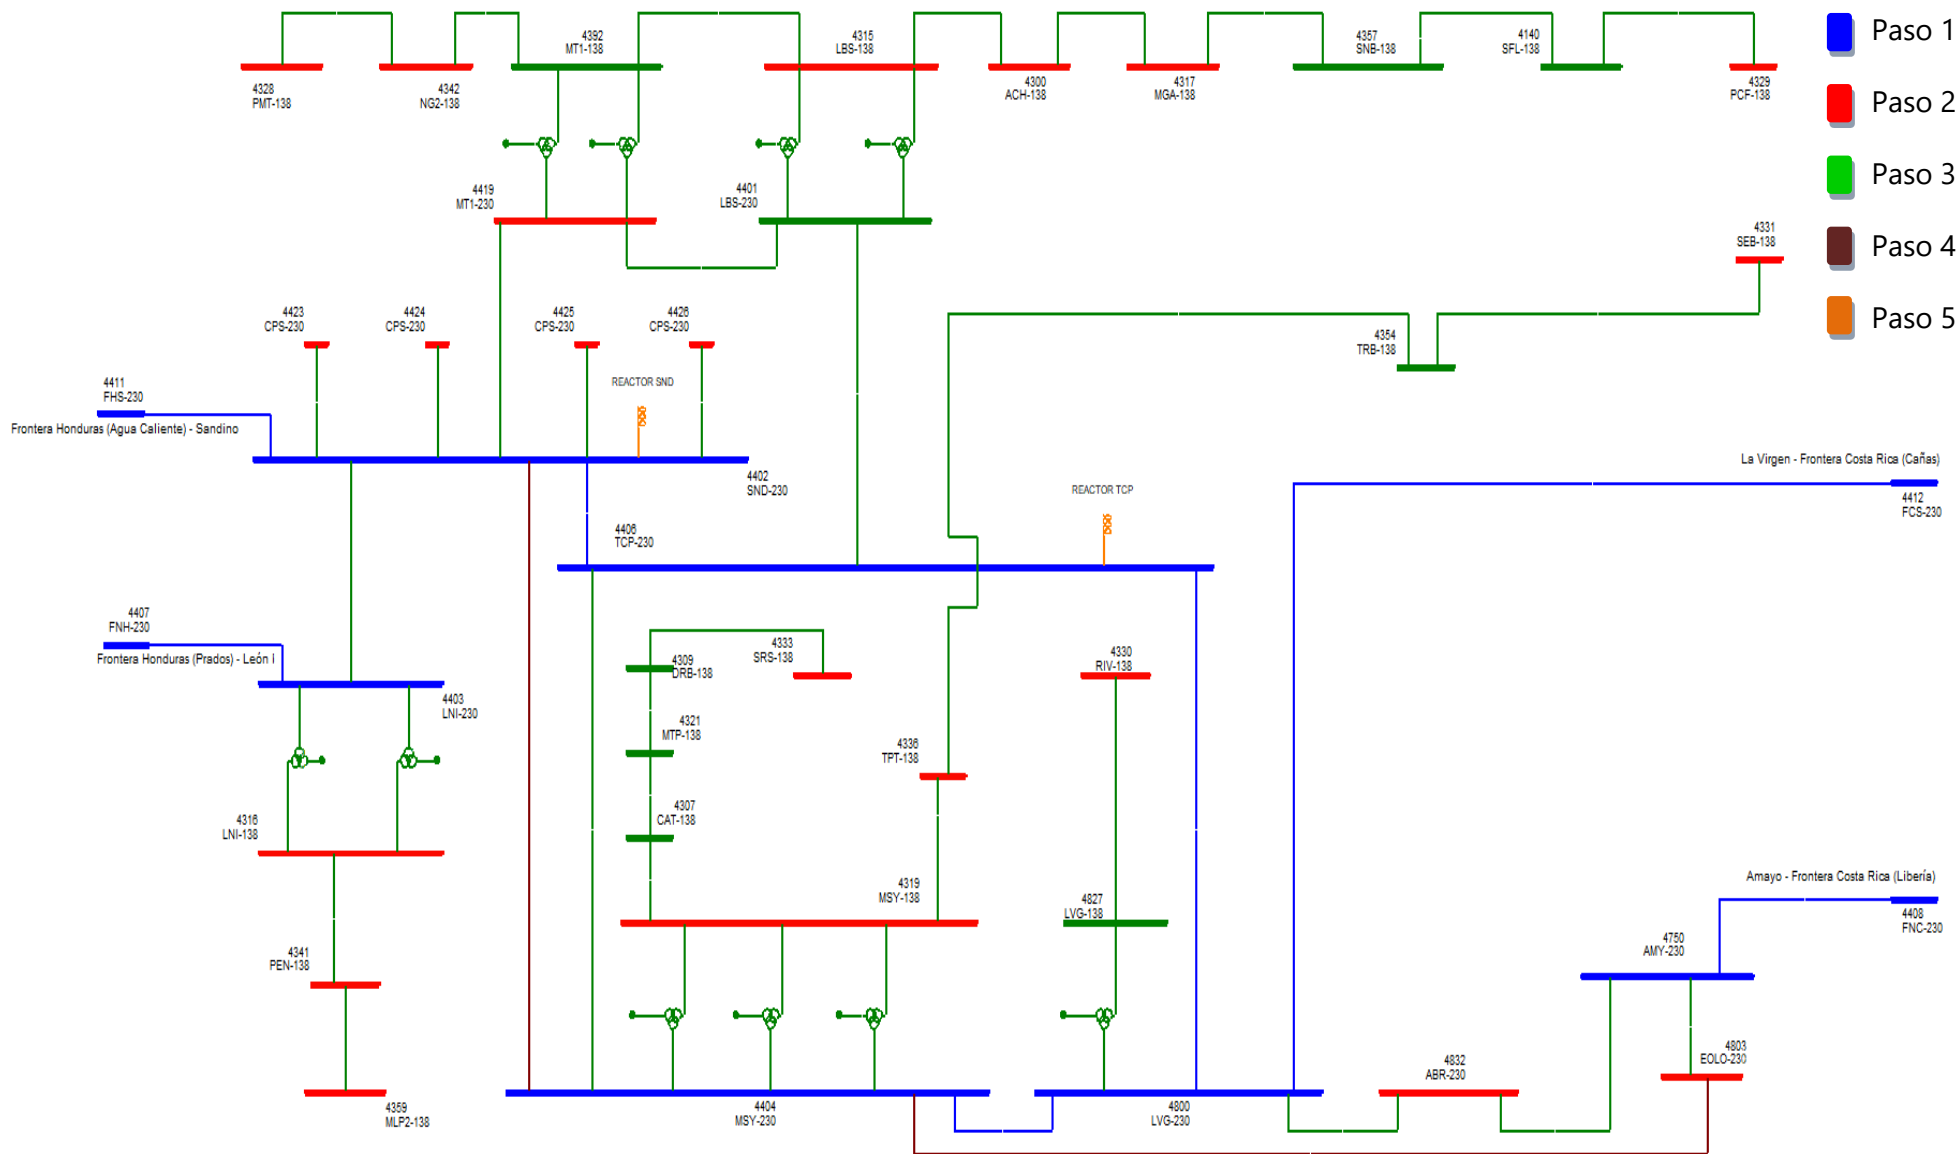 Paso 1
Paso 2
Paso 3
Paso 4
Paso 5
4392
MT1-138
4315
LBS-138
4357
SNB-138
4140
SFL-138
4328
PMT-138
4342
NG2-138
4300
ACH-138
4317
MGA-138
4329
PCF-138
4419
MT1-230
4401
LBS-230
4331
SEB-138
4423
CPS-230
4424
CPS-230
4425
CPS-230
4426
CPS-230
4354
TRB-138
REACTOR SND
4411
FHS-230
Frontera Honduras (Agua Caliente) - Sandino
4402
SND-230
La Virgen - Frontera Costa Rica (Cañas)
4412
FCS-230
REACTOR TCP
4406
TCP-230
4407
FNH-230
Frontera Honduras (Prados) - León I
4403
LNI-230
4309
DRB-138
4333
SRS-138
4330
RIV-138
4321
MTP-138
4336
TPT-138
4307
CAT-138
4316
LNI-138
4319
MSY-138
4827
LVG-138
Amayo - Frontera Costa Rica (Libería)
4408
FNC-230
4750
AMY-230
4341
PEN-138
4803
EOLO-230
4832
ABR-230
4359
MLP2-138
4404
MSY-230
4800
LVG-230